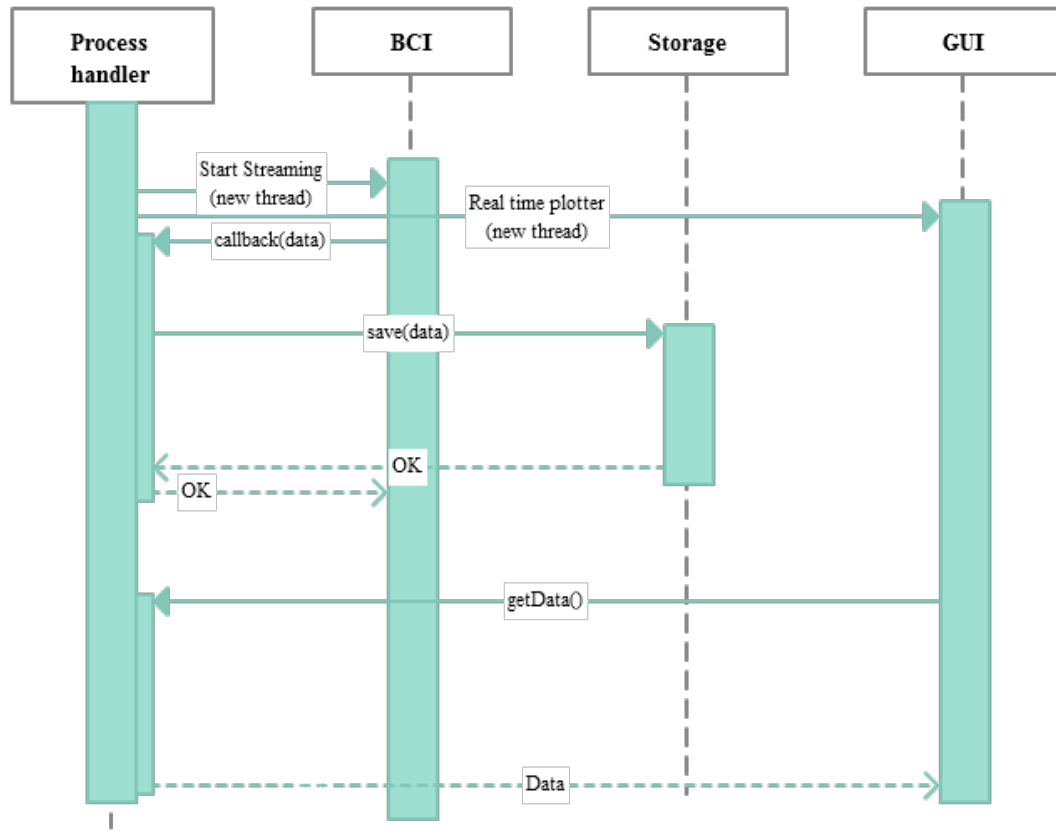 Process
handler
BCI
Storage
GUI
Start Streaming
(new thread)
Real time plotter
(new thread)
callback(data)
save(data)
OK
OK
getData()
Data